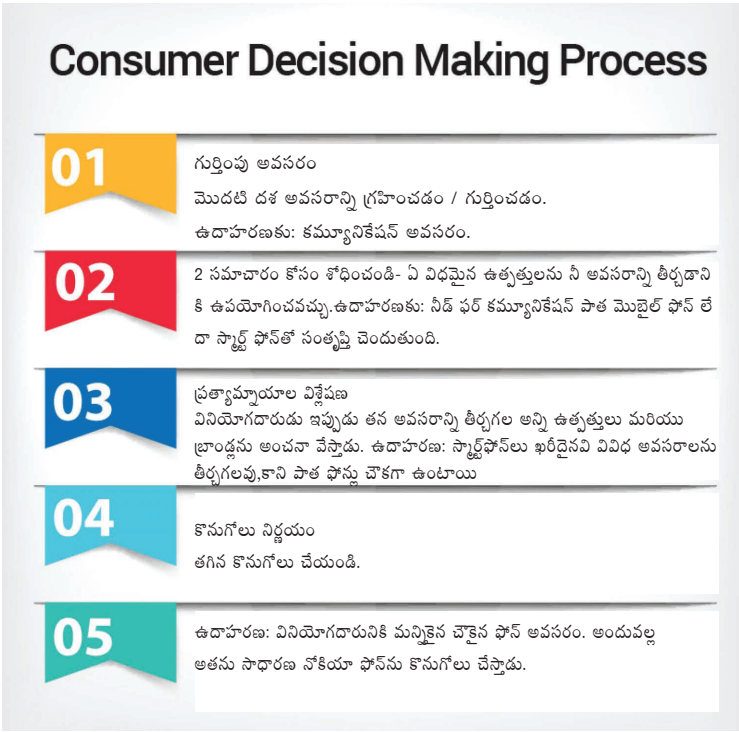 Consumer Decision Making Process
01
గుర్తింపు అవసరం
మొదటి దశ అవసరాన్ని గ్రహించడం / గుర్తించడం.
ఉదాహరణకు: కమ్యూనికేషన్ అవసరం.
02
2 సమాచారం కోసం శోధించండి- ఏ విధమైన ఉత్పత్తులను నీ అవసరాన్ని తీర్చడాని
కి ఉపయోగించవచ్చు.ఉదాహరణకు: నీడ్ ఫర్ కమ్యూనికేషన్ పాత మొబైల్ ఫోన్ లే
దా స్మార్ట్ ఫోన్‌తో సంతృప్తి చెందుతుంది.
03
ప్రత్యామ్నాయాల విశ్లేషణ
వినియోగదారుడు ఇప్పుడు తన అవసరాన్ని తీర్చగల అన్ని ఉత్పత్తులు మరియు
బ్రాండ్లను అంచనా వేస్తాడు. ఉదాహరణ: స్మార్ట్‌ఫోన్‌లు ఖరీదైనవి వివిధ అవసరాలను
తీర్చగలవు,కాని పాత ఫోన్లు చౌకగా ఉంటాయి
04
కొనుగోలు నిర్ణయం
తగిన కొనుగోలు చేయండి.
05
ఉదాహరణ: వినియోగదారునికి మన్నికైన చౌకైన ఫోన్ అవసరం. అందువల్ల
అతను సాధారణ నోకియా ఫోన్‌ను కొనుగోలు చేస్తాడు.